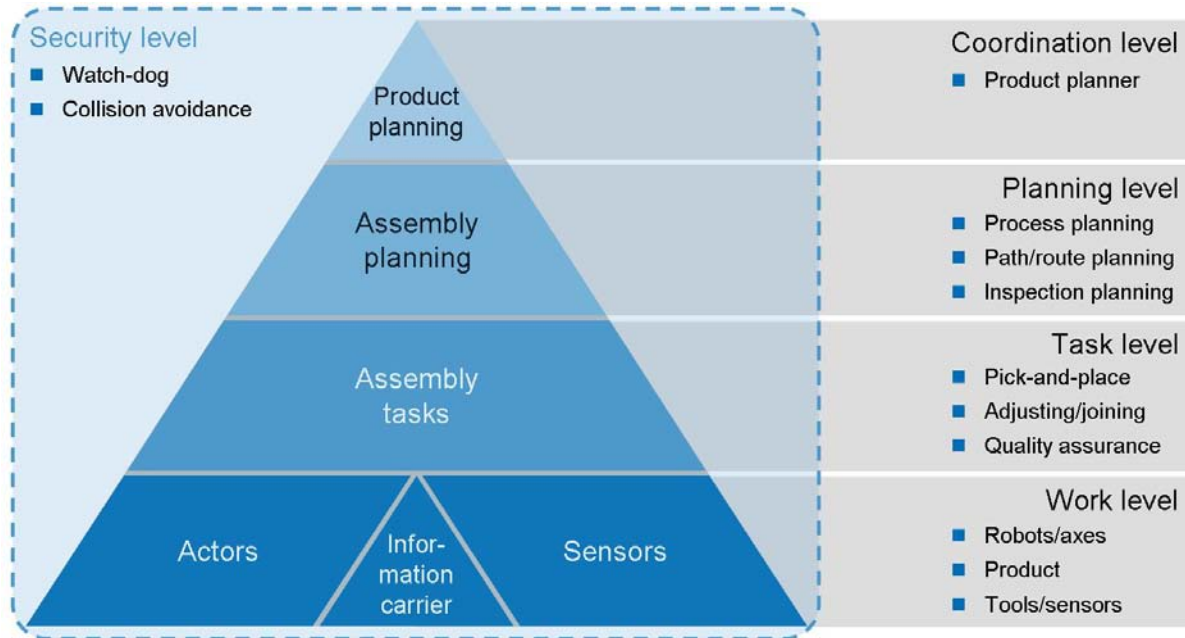 Security level
Watch-dog
Collision avoidance
Product
planning
Assembly
planning
Assembly
tasks
Actors
Infor-
mation
carrier
Sensors
Coordination level
Product planner
Planning level
Process planning
Path/route planning
Inspection planning
Task level
Pick-and-place
Adjusting/joining
Quality assurance
Work level
Robots/axes
Product
Tools/sensors